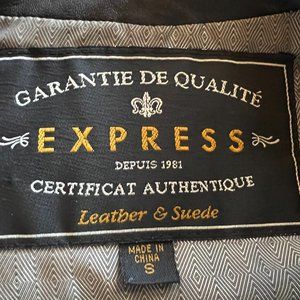 GARANTIE DE QUALITÉ
EXPRESS
DEPUIS 1981
CERTIFICAT AUTHENTIQUE
Leather & Suede
MADE IN
CHINA
S